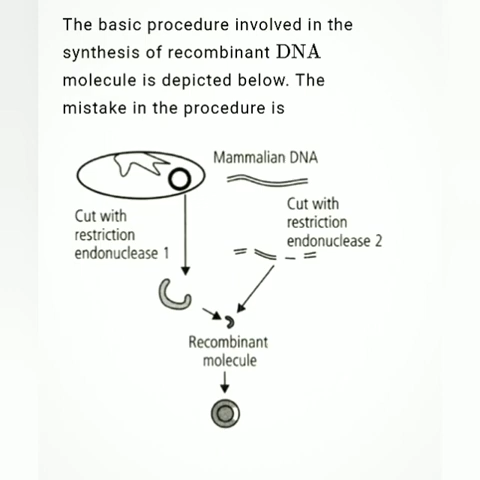 The basic procedure involved in the
synthesis of recombinant DNA
molecule is depicted below. The
mistake in the procedure is
Mammalian DNA
Cut with
restriction
endonuclease 1
Cut with
restriction
endonuclease 2
Recombinant
molecule